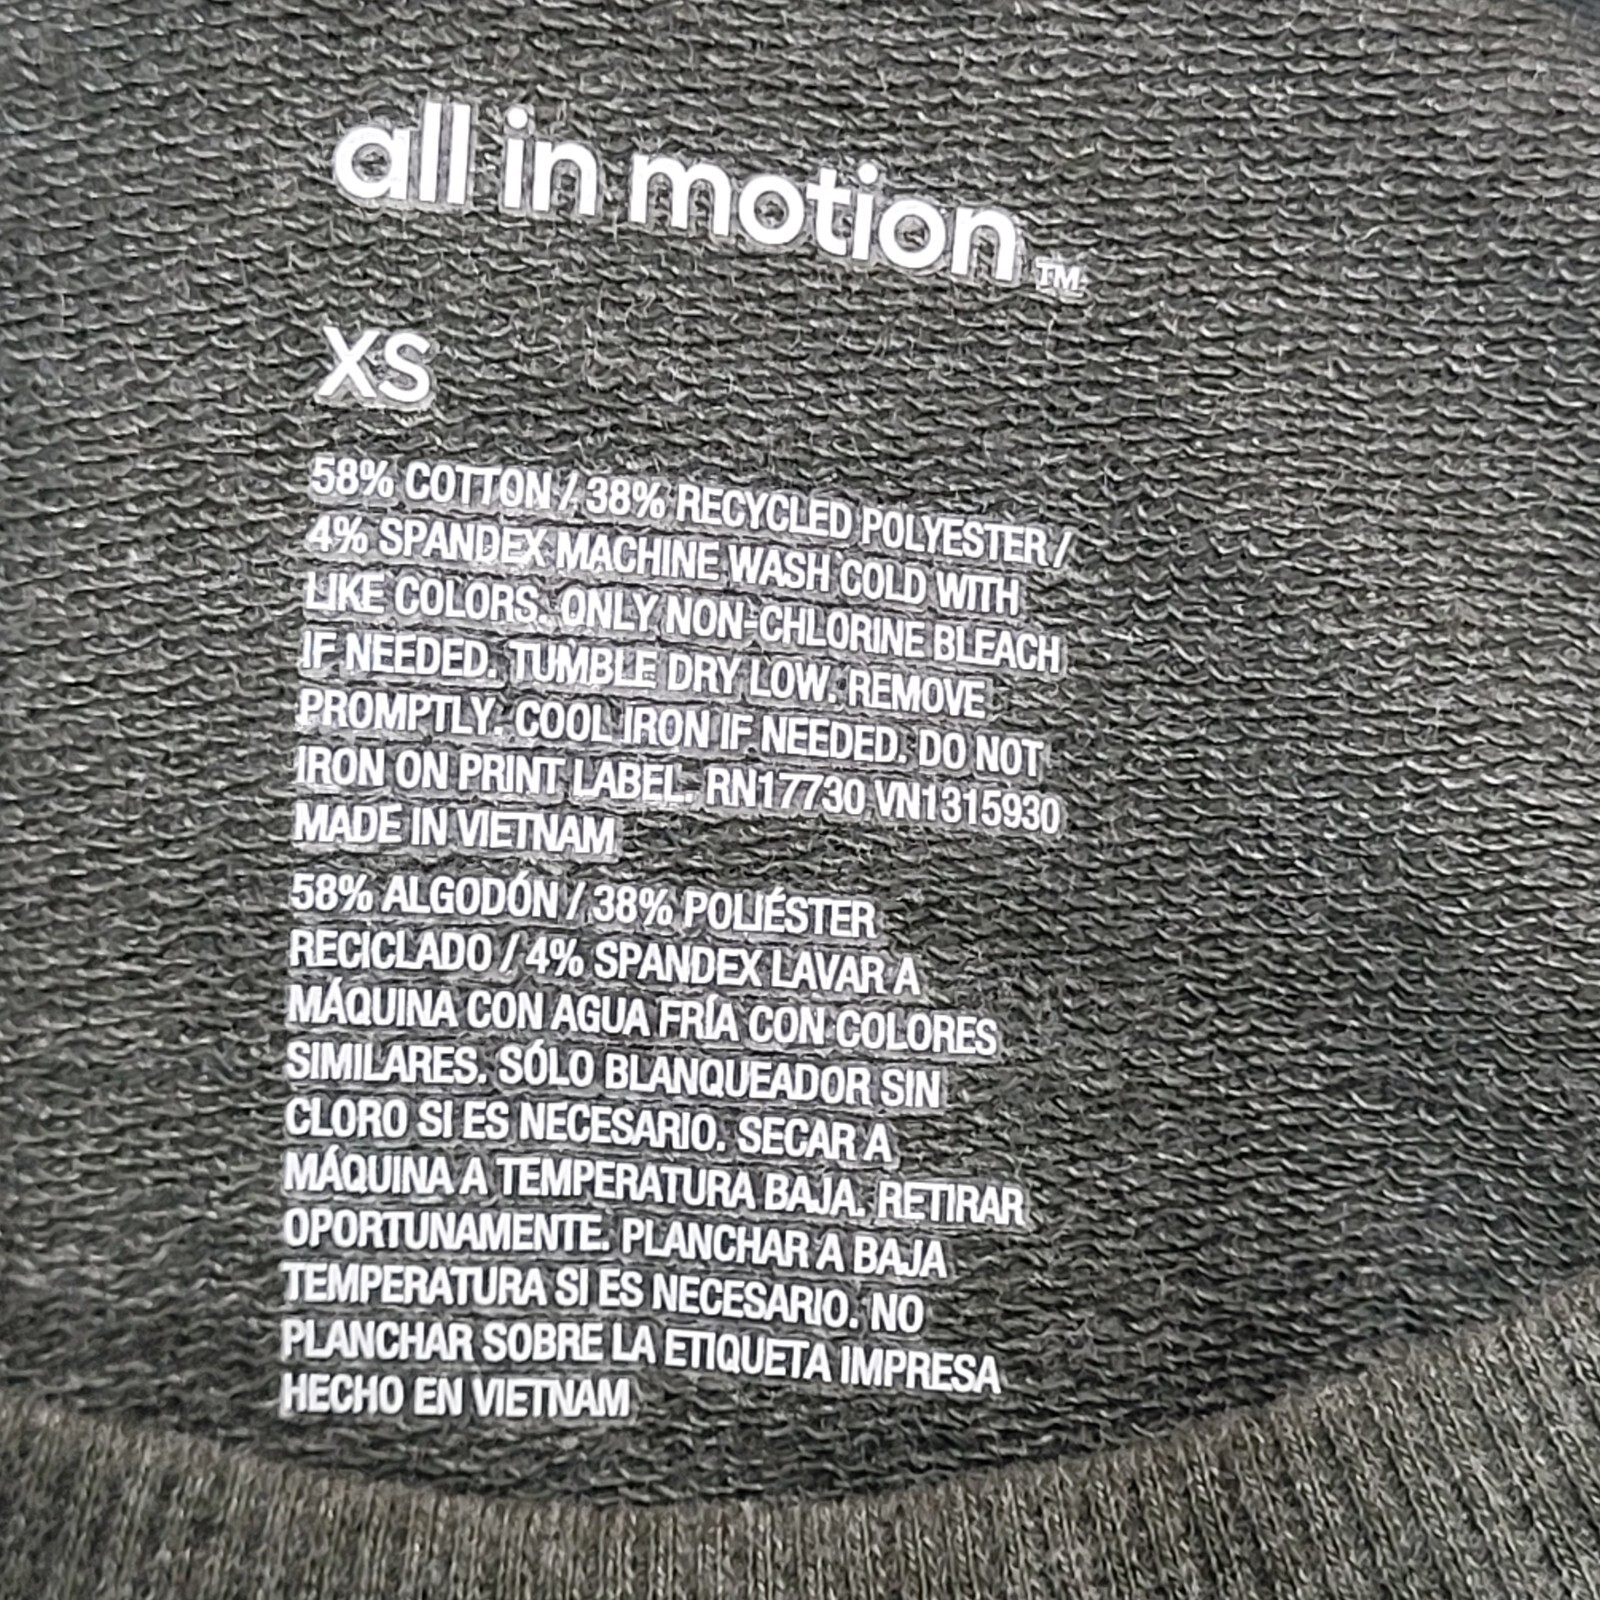 all in motion™
XS
58% COTTON / 38% RECYCLED POLYESTER /
4% SPANDEX MACHINE WASH COLD WITH
LIKE COLORS. ONLY NON-CHLORINE BLEACH
IF NEEDED. TUMBLE DRY LOW. REMOVE
PROMPTLY. COOL IRON IF NEEDED. DO NOT
IRON ON PRINT LABEL. RN17730 VN1315930
MADE IN VIETNAM
58% ALGODÓN / 38% POLIÉSTER
RECICLADO / 4% SPANDEX LAVAR A
MÁQUINA CON AGUA FRÍA CON COLORES
SIMILARES. SÓLO BLANQUEADOR SIN
CLORO SI ES NECESARIO. SECAR A
MÁQUINA A TEMPERATURA BAJA. RETIRAR
OPORTUNAMENTE. PLANCHAR A BAJA
TEMPERATURA SI ES NECESARIO. NO
PLANCHAR SOBRE LA ETIQUETA IMPRESA
HECHO EN VIETNAM